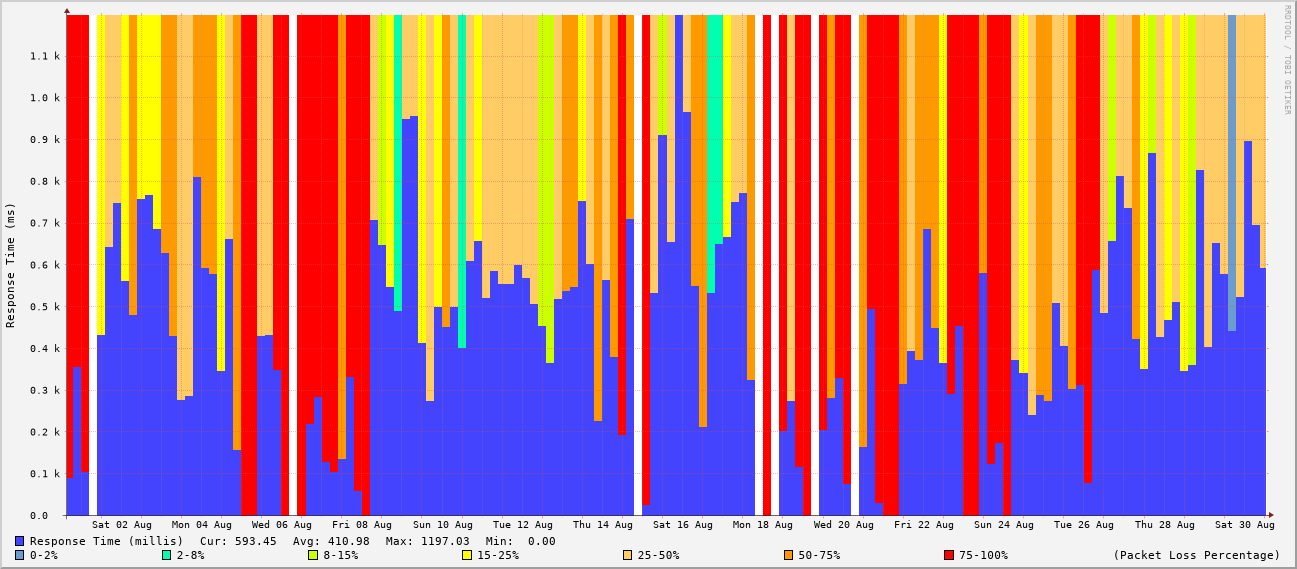 RRDTOOL / TOBI OETIKER
Response Time (ms)
1.1 k
1.0 k
0.9 k
0.8 k
0.7 k
0.6 k
0.5 k
0.4 k
0.3 k
0.2 k
0.1 k
0.0
Sat 02 Aug Mon 04 Aug Wed 06 Aug Fri 08 Aug Sun 10 Aug Tue 12 Aug Thu 14 Aug Sat 16 Aug Mon 18 Aug Wed 20 Aug Fri 22 Aug Sun 24 Aug Tue 26 Aug Thu 28 Aug Sat 30 Aug
Response Time (millis) Cur: 593.45 Avg: 410.98 Max: 1197.03 Min: 0.00
0-2% 2-8% 8-15% 15-25% 25-50% 50-75% 75-100% (Packet Loss Percentage)